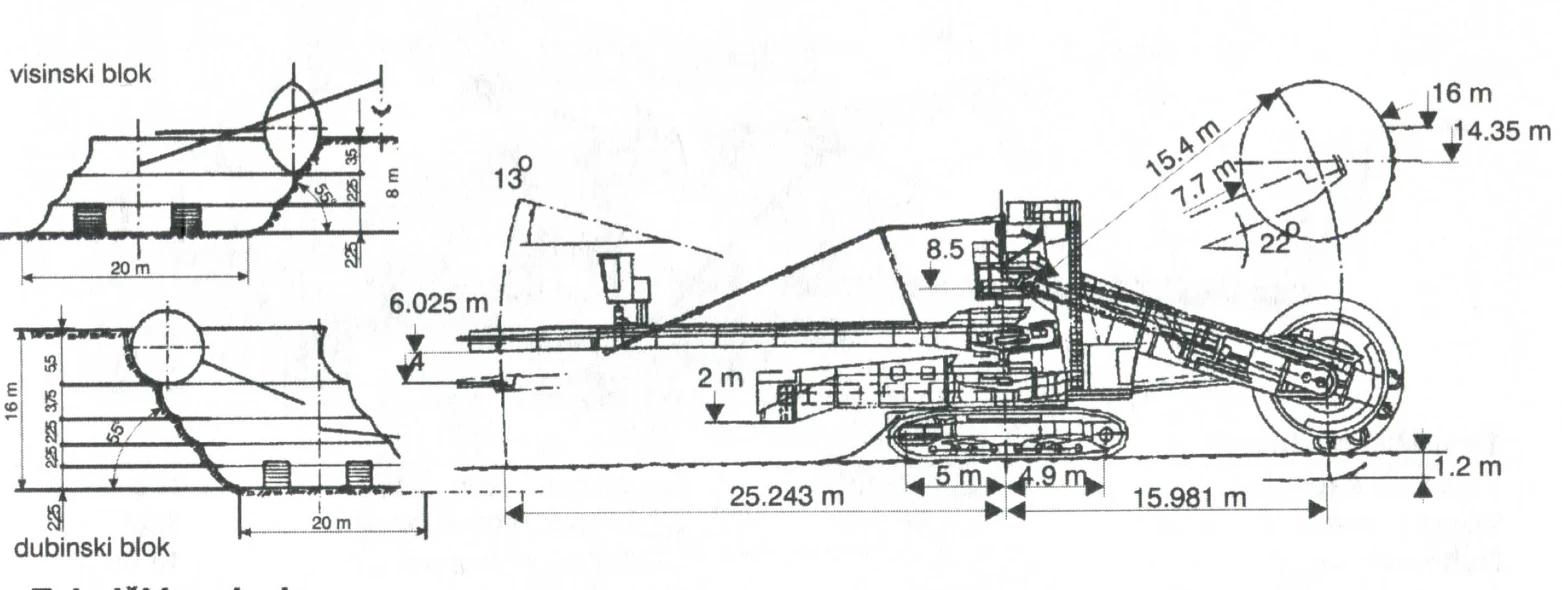 visinski blok
35
225
225
8 m
55°
20 m
16 m
55
375
225
225
225
55°
20 m
dubinski blok
13°
6.025 m
4
2 m
8.5
15.4 m
7.7 m
22°
16 m
14.35 m
1.2 m
5 m
4.9 m
25.243 m
15.981 m